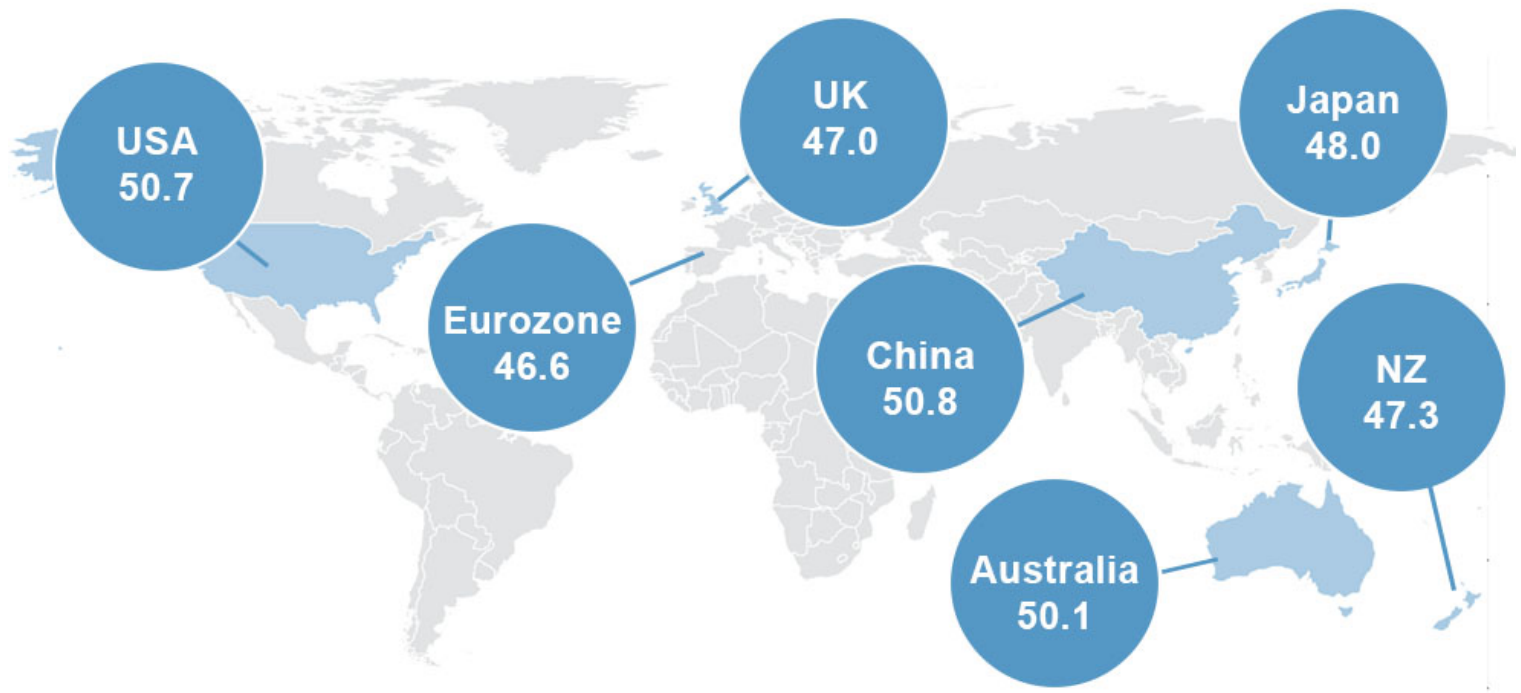 USA
50.7
Eurozone
46.6
UK
47.0
China
50.8
Japan
48.0
NZ
47.3
Australia
50.1